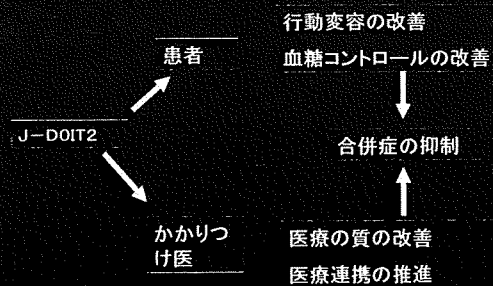 行動変容の改善
患者
血糖コントロールの改善
J-DOIT2
合併症の抑制
かかりつ
け医
医療の質の改善
医療連携の推進